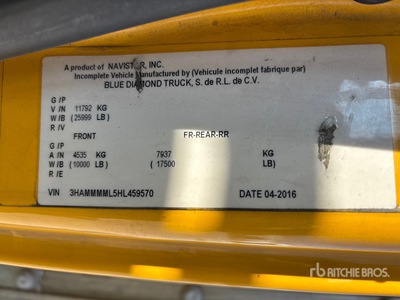 A product of NAVISTAR, INC.
Incomplete Vehicle Manufactured by (Vehicule incomplet fabrique par)
BLUE DIAMOND TRUCK, S. de R.L. de C.V.
G/P
V/N 11792 KG
W/B (25999 LB)
R/V
FRONT FR-REAR-RR
G/P
A/N 4535 KG 7937 KG
W/B (10000 LB) (17500 LB)
R/E
VIN 3HAMMMML5HL459570 DATE 04-2016
rb RITCHIE BROS.